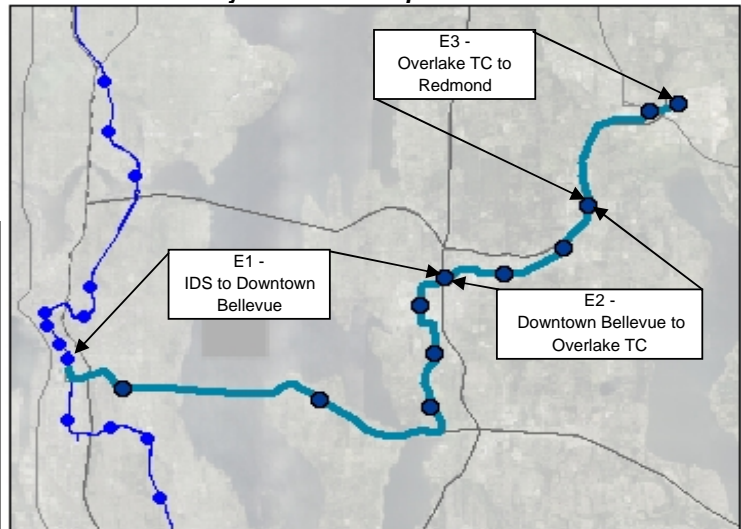 E3 -
Overlake TC to
Redmond
E1 -
IDS to Downtown
Bellevue
E2 -
Downtown Bellevue to
Overlake TC